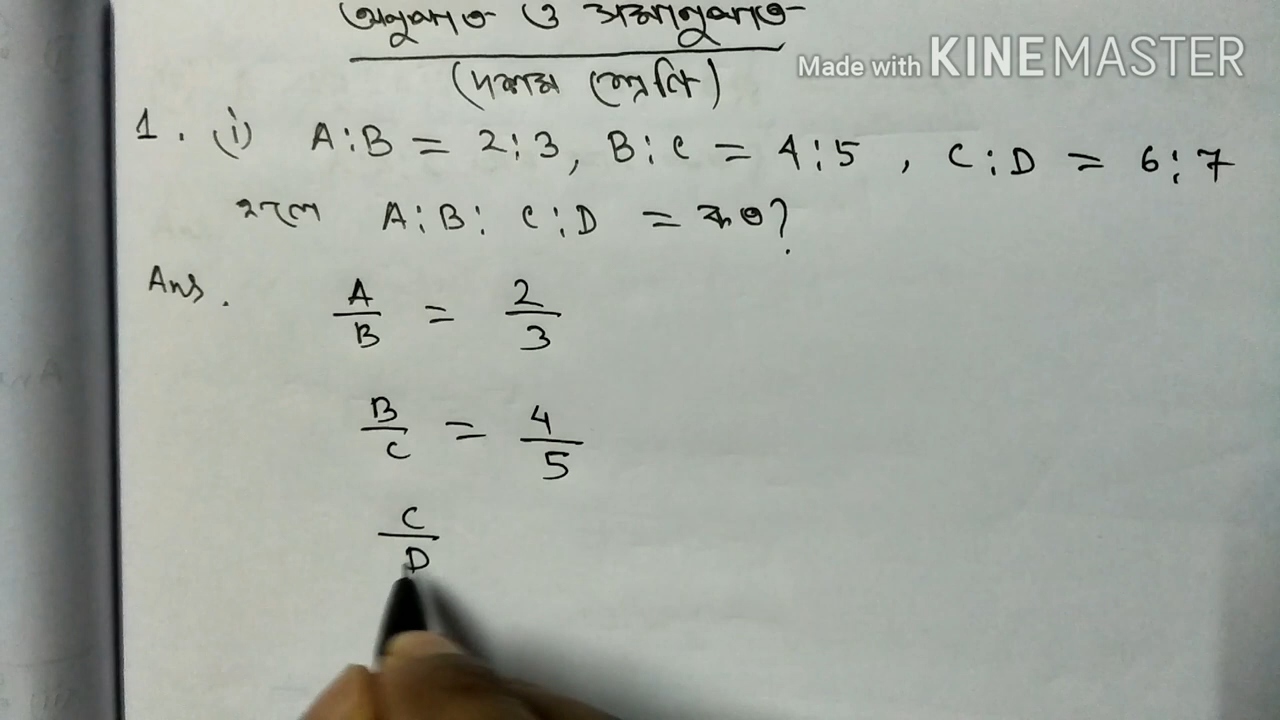 অনুপাত ও সমানুপাত
Made with KINEMASTER
(দশম শ্রেণি)
1. (i) A:B = 2:3, B:C = 4:5, C:D = 6:7
হলে A:B:C:D = কত?
Ans. A/B = 2/3
B/C = 4/5
C/D